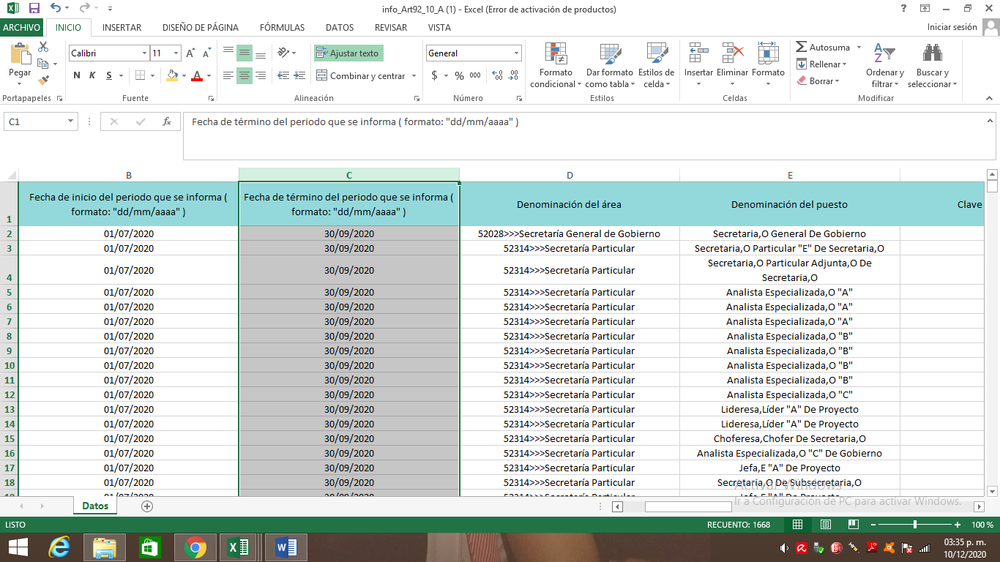 info_Art92_10_A (1) - Excel (Error de activación de productos)
ARCHIVO INICIO INSERTAR DISEÑO DE PÁGINA FÓRMULAS DATOS REVISAR VISTA Iniciar sesión
Pegar
Calibri 11
N K S
Ajustar texto
Combinar y centrar
General
$ % 000
Formato condicional
Dar formato como tabla
Estilos de celda
Insertar
Eliminar
Formato
Autosuma
Rellenar
Borrar
Ordenar y filtrar
Buscar y seleccionar
Portapapeles Fuente Alineación Número Estilos Celdas Modificar
C1 fx Fecha de término del periodo que se informa ( formato: "dd/mm/aaaa" )
B C D E
1 Fecha de inicio del periodo que se informa ( formato: "dd/mm/aaaa" ) Fecha de término del periodo que se informa ( formato: "dd/mm/aaaa" ) Denominación del área Denominación del puesto Clave
2 01/07/2020 30/09/2020 52028>>>Secretaría General de Gobierno Secretaria,O General De Gobierno
3 01/07/2020 30/09/2020 52314>>>Secretaría Particular Secretaria,O Particular "E" De Secretaria,O
4 01/07/2020 30/09/2020 52314>>>Secretaría Particular Secretaria,O Particular Adjunta,O De Secretaria,O
5 01/07/2020 30/09/2020 52314>>>Secretaría Particular Analista Especializada,O "A"
6 01/07/2020 30/09/2020 52314>>>Secretaría Particular Analista Especializada,O "A"
7 01/07/2020 30/09/2020 52314>>>Secretaría Particular Analista Especializada,O "A"
8 01/07/2020 30/09/2020 52314>>>Secretaría Particular Analista Especializada,O "B"
9 01/07/2020 30/09/2020 52314>>>Secretaría Particular Analista Especializada,O "B"
10 01/07/2020 30/09/2020 52314>>>Secretaría Particular Analista Especializada,O "B"
11 01/07/2020 30/09/2020 52314>>>Secretaría Particular Analista Especializada,O "B"
12 01/07/2020 30/09/2020 52314>>>Secretaría Particular Analista Especializada,O "C"
13 01/07/2020 30/09/2020 52314>>>Secretaría Particular Lideresa,Líder "A" De Proyecto
14 01/07/2020 30/09/2020 52314>>>Secretaría Particular Lideresa,Líder "A" De Proyecto
15 01/07/2020 30/09/2020 52314>>>Secretaría Particular Choferesa,Chofer De Secretaria,O
16 01/07/2020 30/09/2020 52314>>>Secretaría Particular Analista Especializada,O "C" De Gobierno
17 01/07/2020 30/09/2020 52314>>>Secretaría Particular Jefa,E "A" De Proyecto
18 01/07/2020 30/09/2020 52314>>>Secretaría Particular Secretaria,O De Subsecretaria,O
Activar Windows
Ir a Configuración de PC para activar Windows.
Datos
LISTO RECUENTO: 1668 100 %
03:35 p. m.
10/12/2020